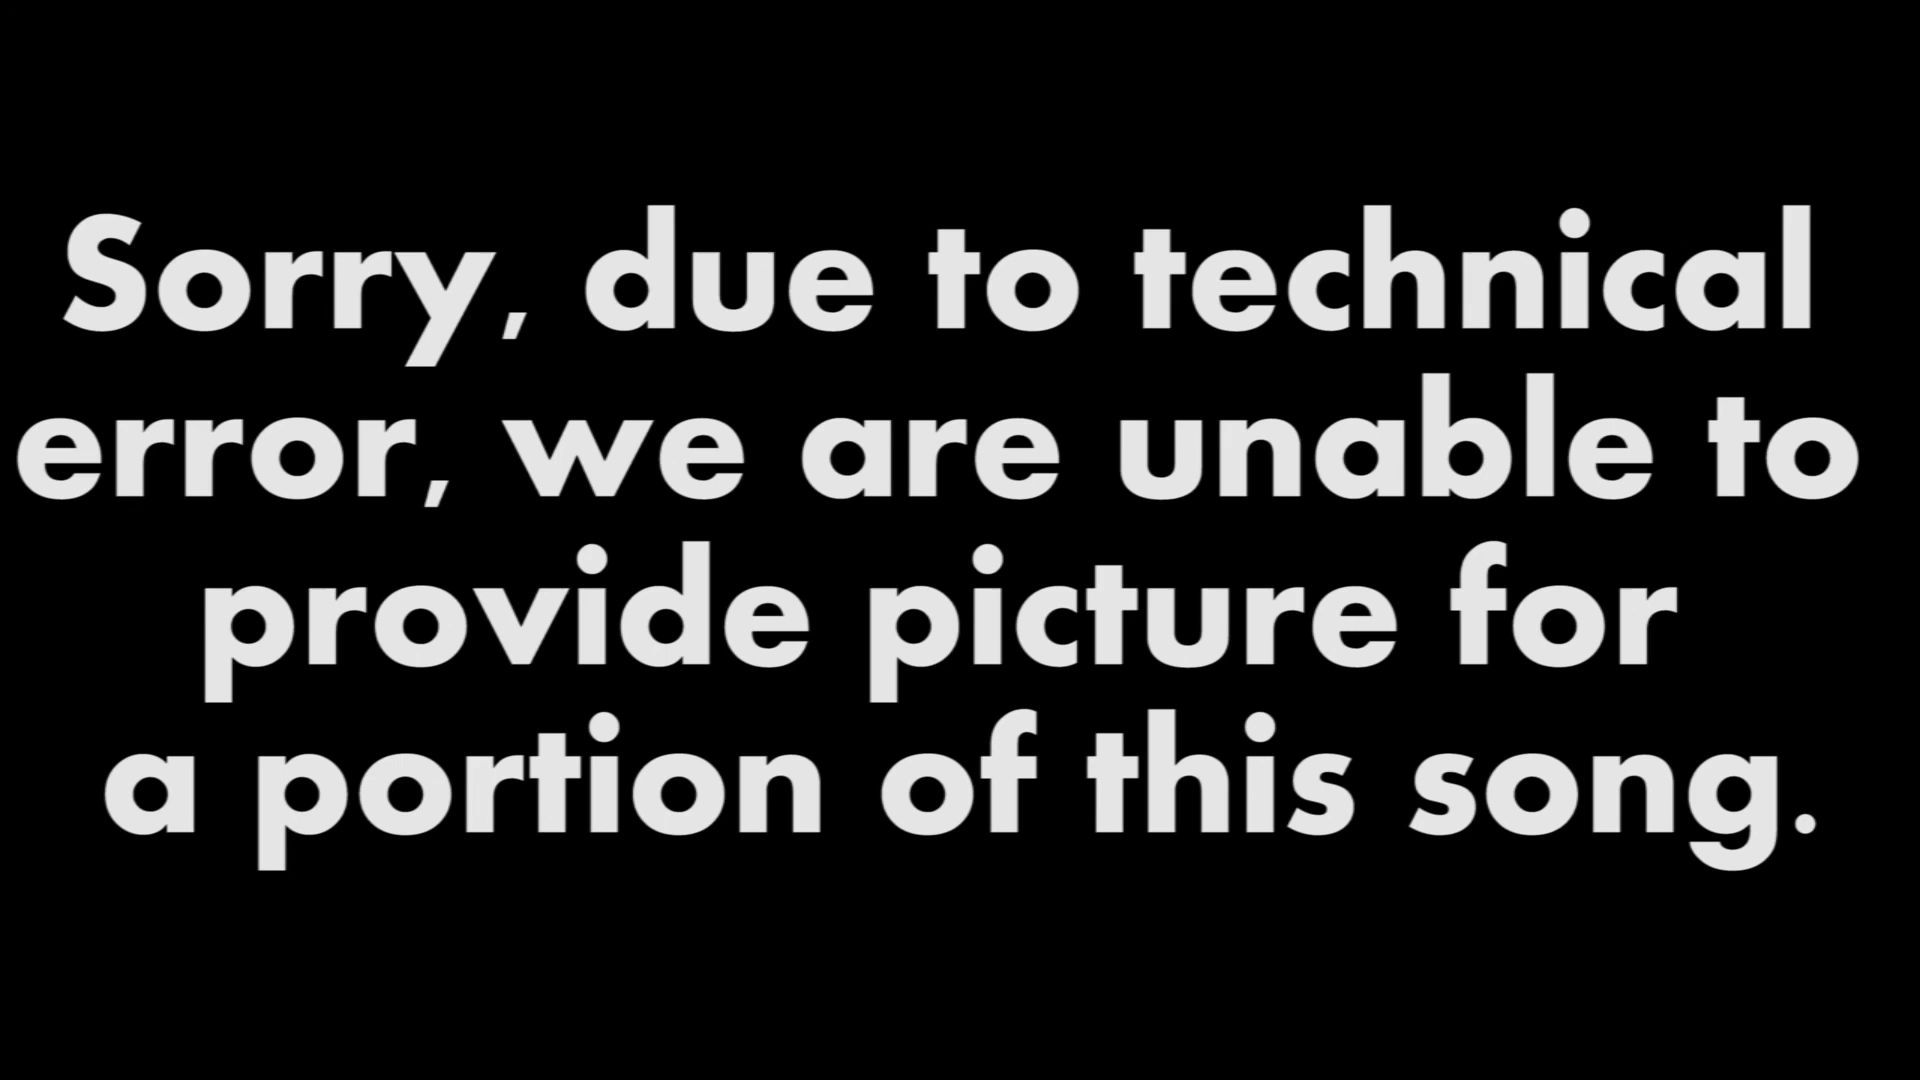 Sorry, due to technical
error, we are unable to
provide picture for
a portion of this song.